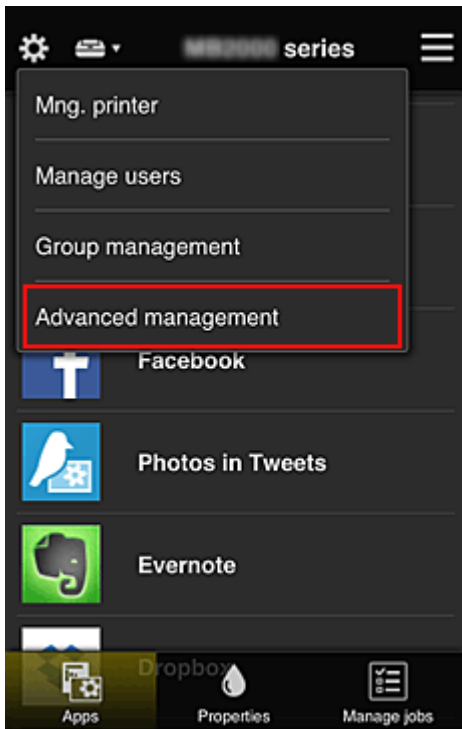 series
Mng. printer
Manage users
Group management
Advanced management
Facebook
Photos in Tweets
Evernote
Dropbox
Apps
Properties
Manage jobs